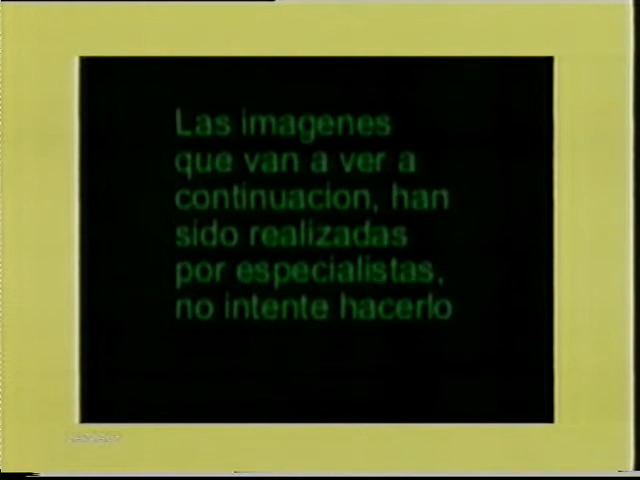 Las imagenes
que van a ver a
continuacion, han
sido realizadas
por especialistas,
no intente hacerlo